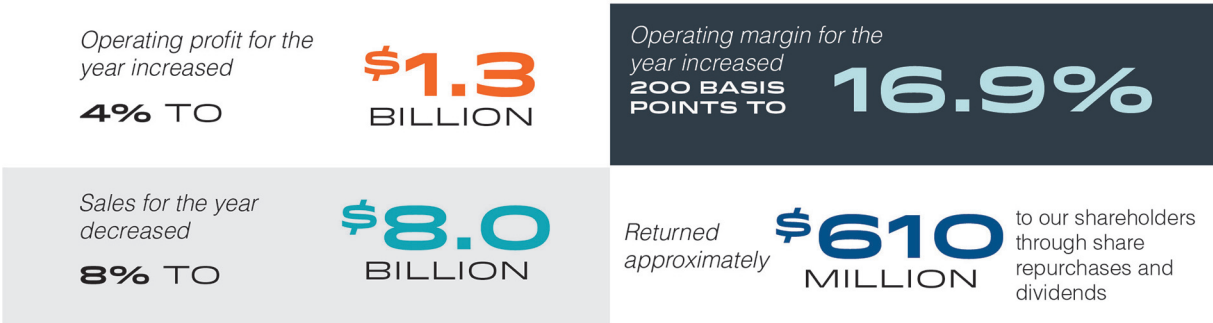 Operating profit for the
year increased
4% TO
$1.3
BILLION
Operating margin for the
year increased
200 BASIS
POINTS TO
16.9%
Sales for the year
decreased
8% TO
$8.0
BILLION
Returned
approximately
$610
MILLION
to our shareholders
through share
repurchases and
dividends